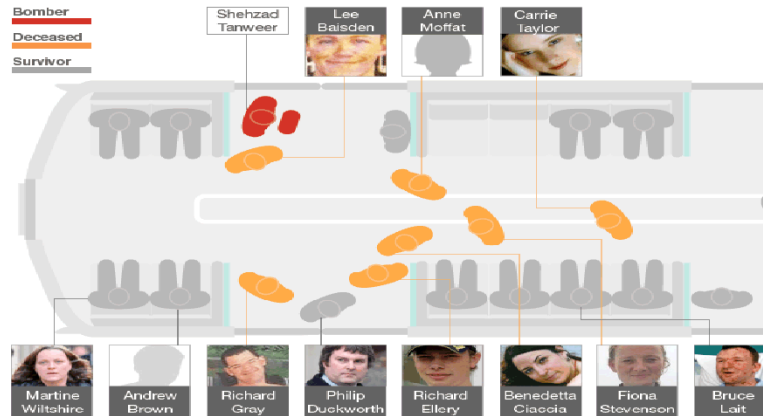 Bomber
Deceased
Survivor
Shehzad
Tanweer
Lee
Baisden
Anne
Moffat
Carrie
Taylor
Martine
Wiltshire
Andrew
Brown
Richard
Gray
Philip
Duckworth
Richard
Ellery
Benedetta
Ciaccia
Fiona
Stevenson
Bruce
Lait